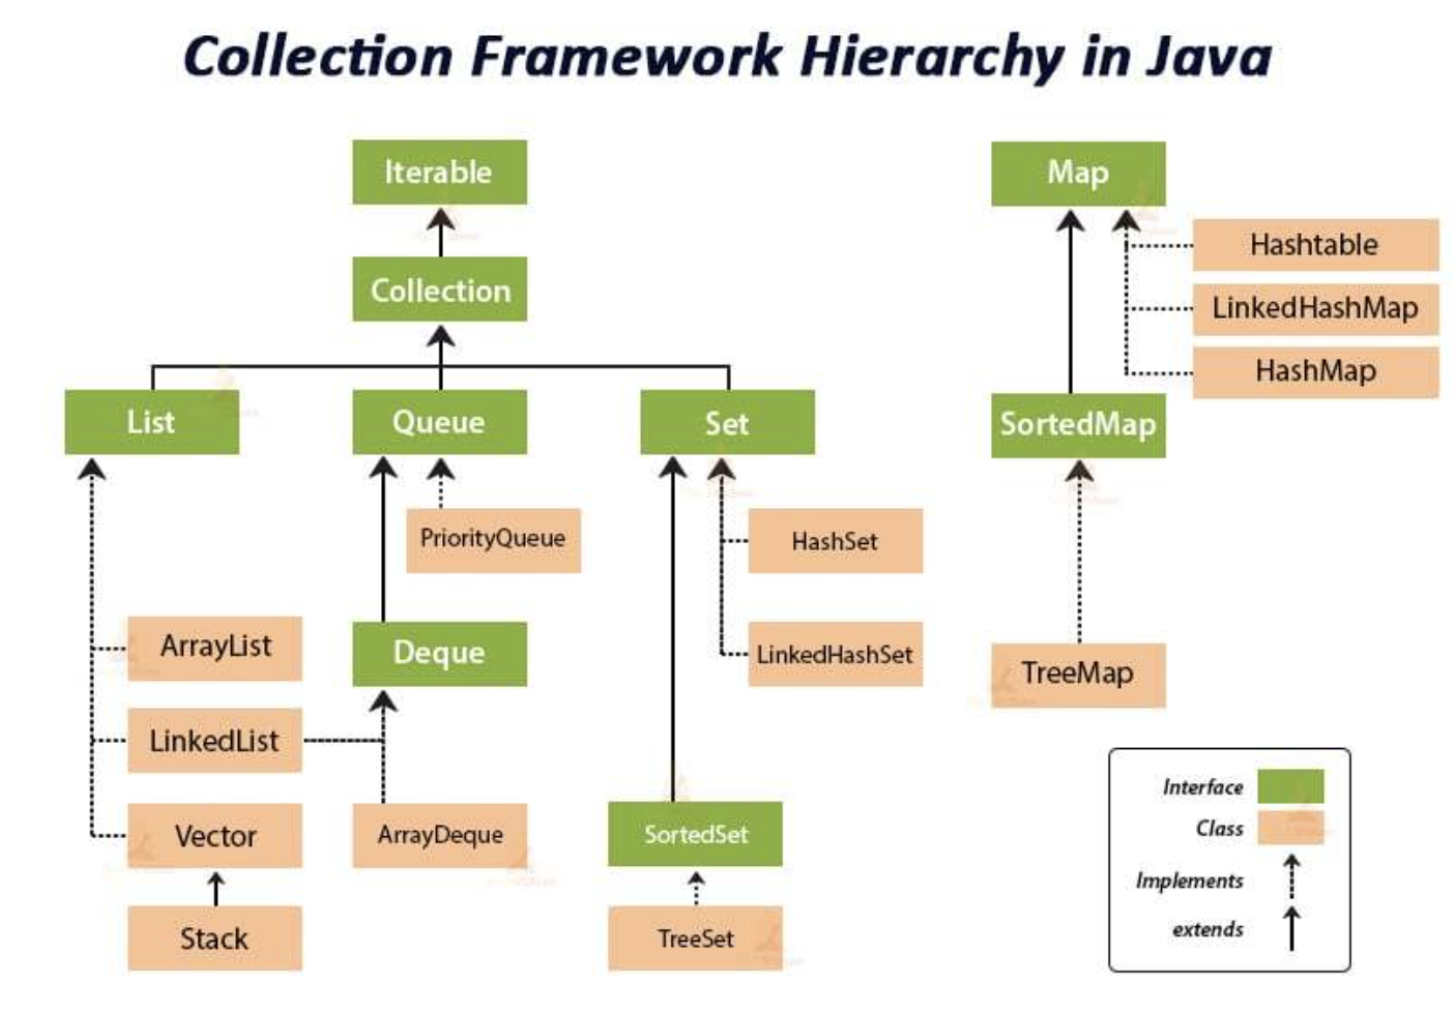 Collection Framework Hierarchy in Java
Iterable
Map
Hashtable
Collection
LinkedHashMap
HashMap
List
Queue
Set
SortedMap
PriorityQueue
HashSet
ArrayList
Deque
LinkedHashSet
TreeMap
LinkedList
Interface
Vector
ArrayDeque
SortedSet
Class
Implements
Stack
TreeSet
extends